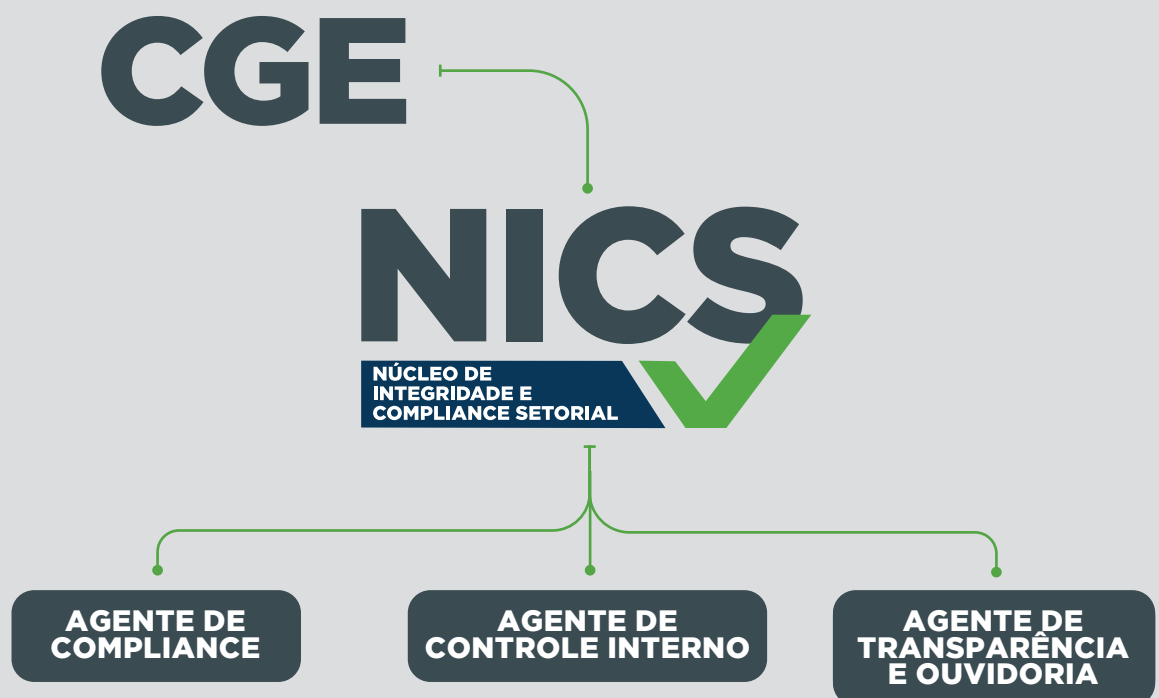 CGE
NICS
NÚCLEO DE
INTEGRIDADE E
COMPLIANCE SETORIAL
AGENTE DE
COMPLIANCE
AGENTE DE
CONTROLE INTERNO
AGENTE DE
TRANSPARÊNCIA
E OUVIDORIA